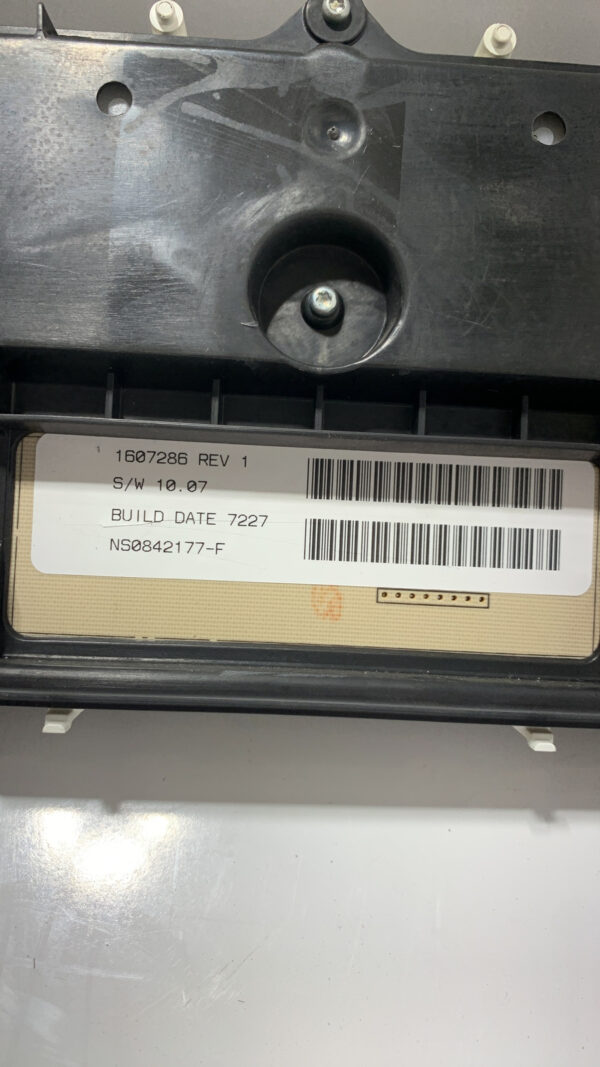 1607286 REV 1
S/W 10.07
BUILD DATE 7227
NS0842177-F